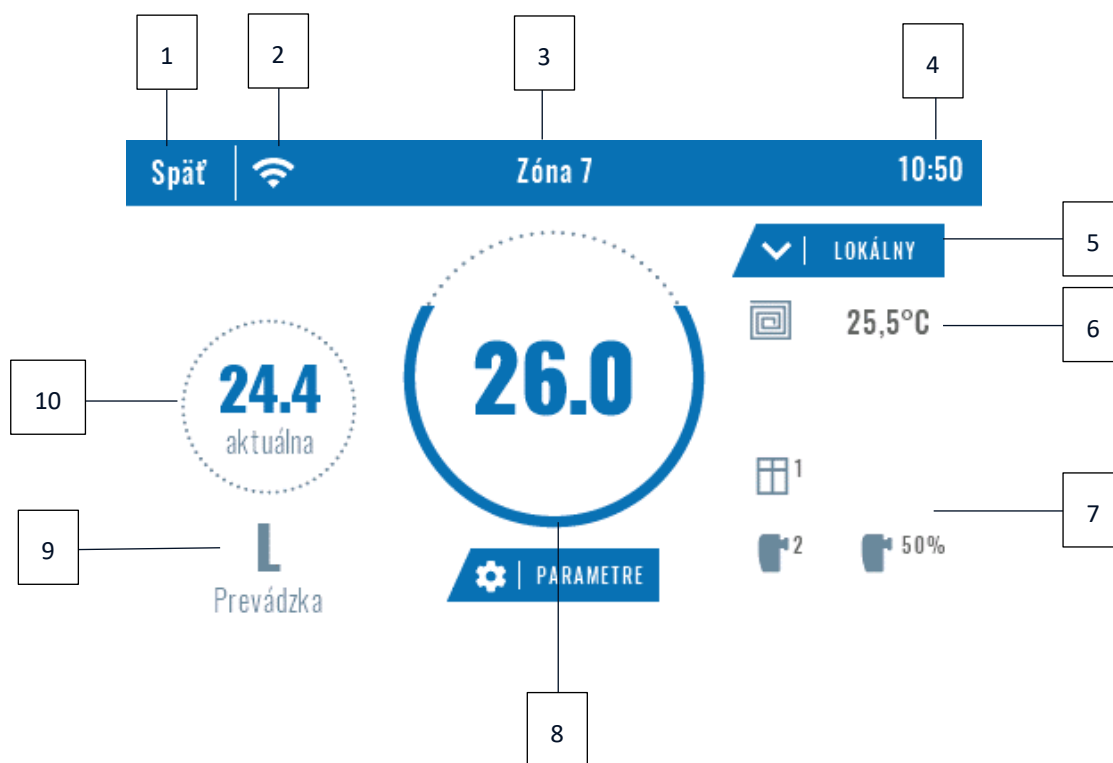 1
2
3
4
Späť
Zóna 7
10:50
5
LOKÁLNY
25,5°C
6
26.0
10
24.4
aktuálna
1
7
9
L
2
50%
PARAMETRE
Prevádzka
8